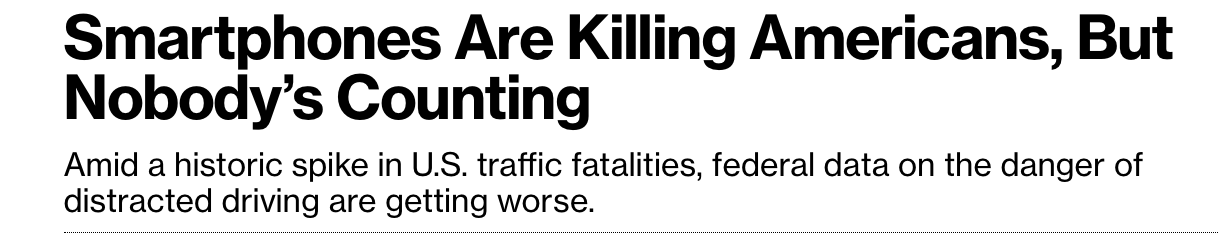 Smartphones Are Killing Americans, But
Nobody’s Counting
Amid a historic spike in U.S. traffic fatalities, federal data on the danger of
distracted driving are getting worse.